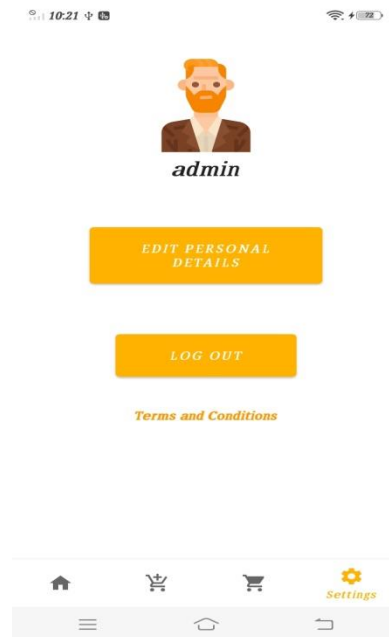 10:21
72
admin
EDIT PERSONAL
DETAILS
LOG OUT
Terms and Conditions
Settings